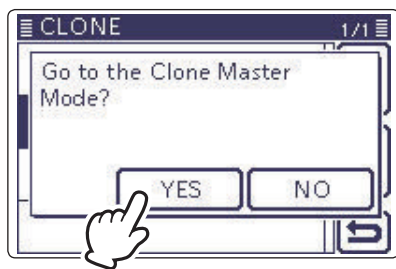 CLONE 1/1
Go to the Clone Master
Mode?
YES NO